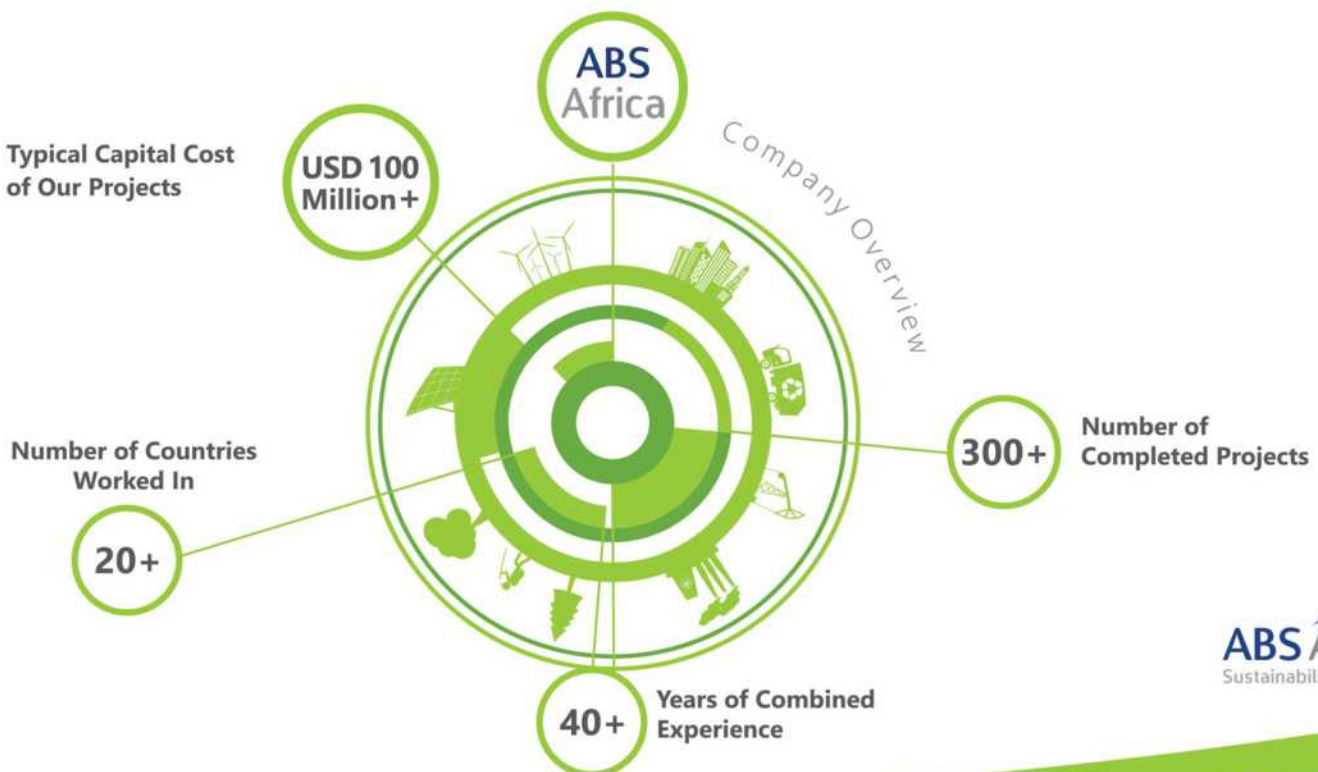 ABS
Africa
Company Overview
Typical Capital Cost
of Our Projects
USD 100
Million+
Number of Countries
Worked In
20+
300+
Number of
Completed Projects
40+
Years of Combined
Experience
ABS